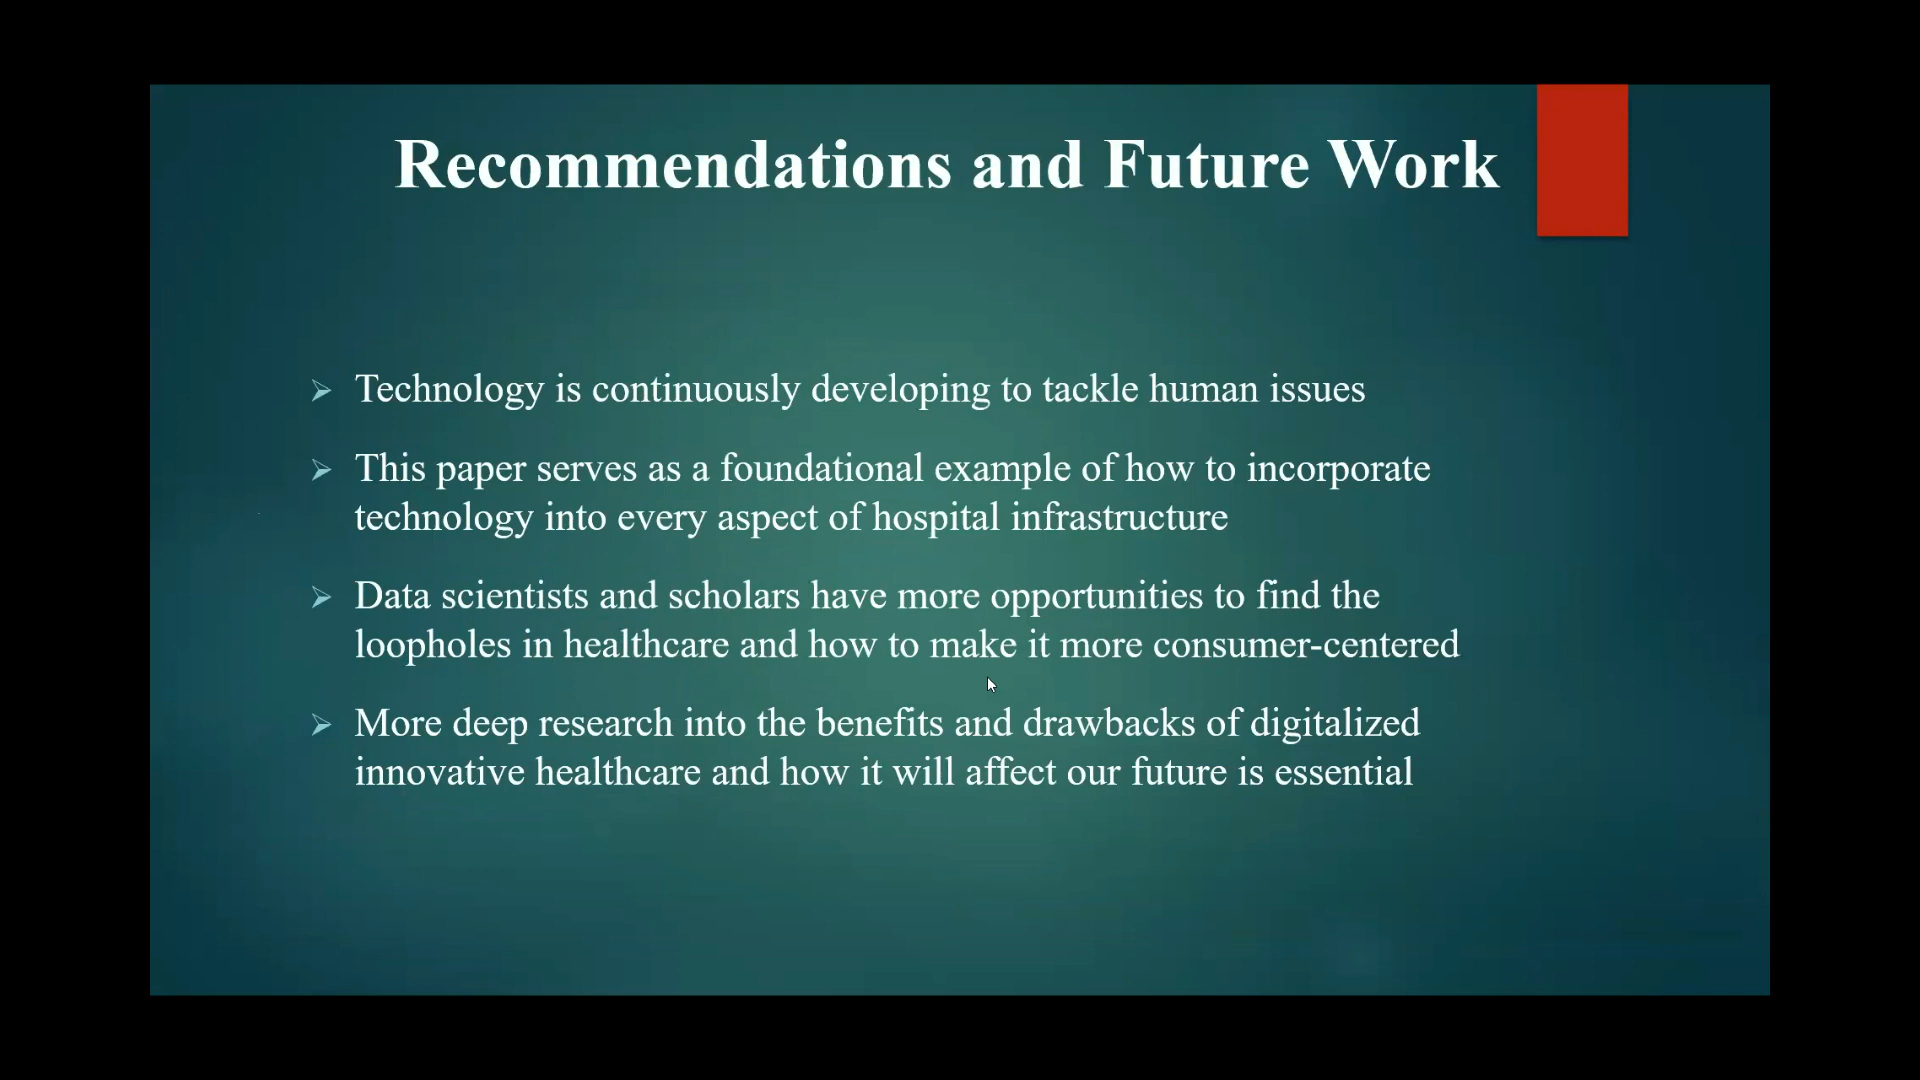 Recommendations and Future Work
Technology is continuously developing to tackle human issues
This paper serves as a foundational example of how to incorporate
technology into every aspect of hospital infrastructure
Data scientists and scholars have more opportunities to find the
loopholes in healthcare and how to make it more consumer-centered
More deep research into the benefits and drawbacks of digitalized
innovative healthcare and how it will affect our future is essential